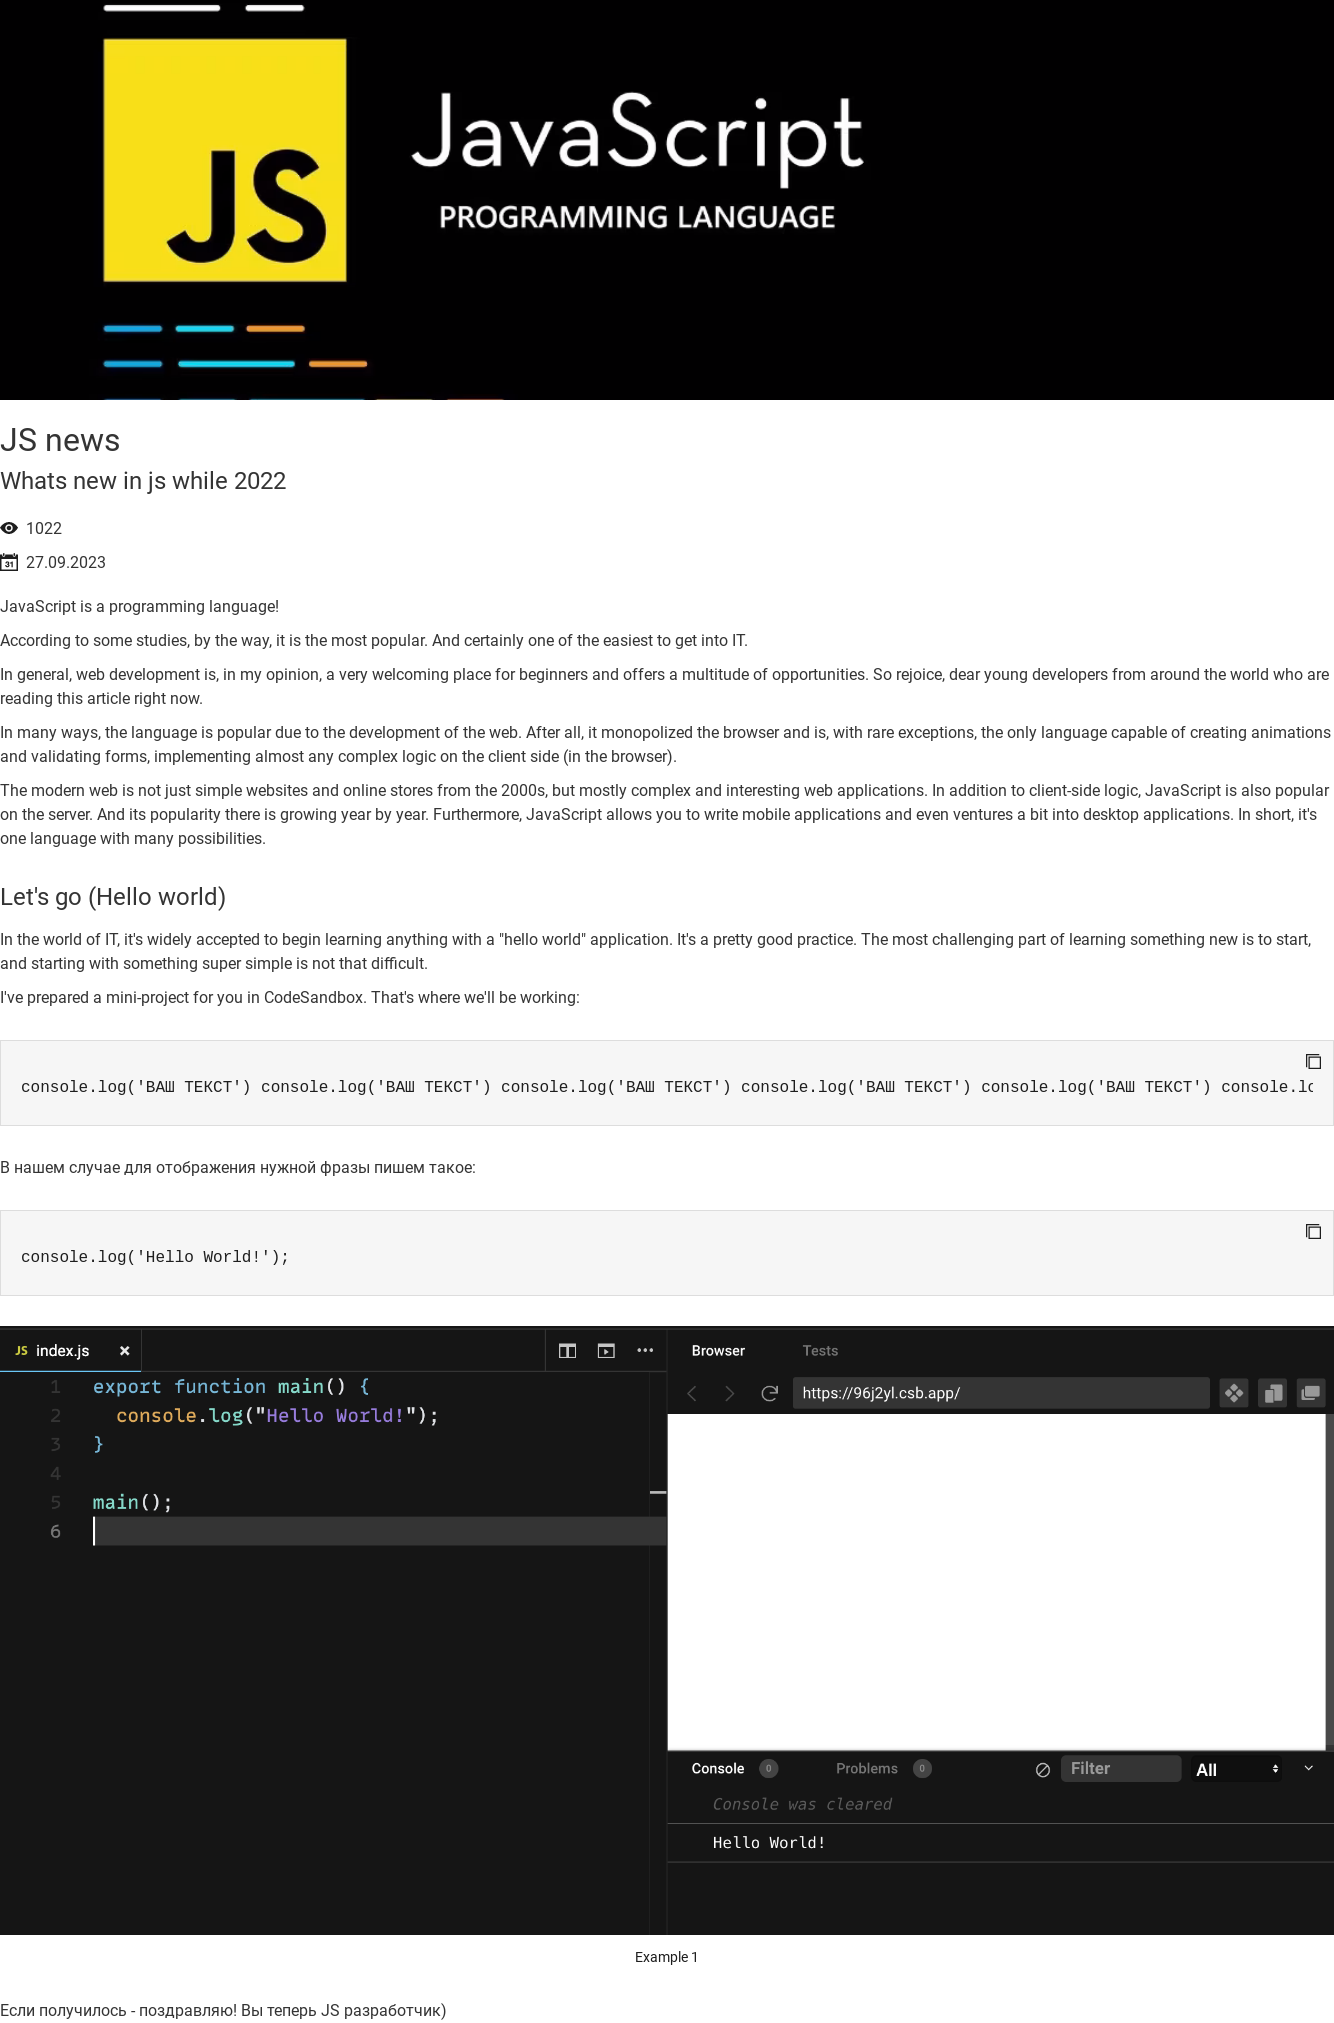 JS
JavaScript
PROGRAMMING LANGUAGE
JS news
Whats new in js while 2022
1022
31 27.09.2023
JavaScript is a programming language!
According to some studies, by the way, it is the most popular. And certainly one of the easiest to get into IT.
In general, web development is, in my opinion, a very welcoming place for beginners and offers a multitude of opportunities. So rejoice, dear young developers from around the world who are
reading this article right now.
In many ways, the language is popular due to the development of the web. After all, it monopolized the browser and is, with rare exceptions, the only language capable of creating animations
and validating forms, implementing almost any complex logic on the client side (in the browser).
The modern web is not just simple websites and online stores from the 2000s, but mostly complex and interesting web applications. In addition to client-side logic, JavaScript is also popular
on the server. And its popularity there is growing year by year. Furthermore, JavaScript allows you to write mobile applications and even ventures a bit into desktop applications. In short, it's
one language with many possibilities.
Let's go (Hello world)
In the world of IT, it's widely accepted to begin learning anything with a "hello world" application. It's a pretty good practice. The most challenging part of learning something new is to start,
and starting with something super simple is not that difficult.
I've prepared a mini-project for you in CodeSandbox. That's where we'll be working:
console.log('ВАШ ТЕКСТ') console.log('ВАШ ТЕКСТ') console.log('ВАШ ТЕКСТ') console.log('ВАШ ТЕКСТ') console.log('ВАШ ТЕКСТ') console.lo
В нашем случае для отображения нужной фразы пишем такое:
console.log('Hello World!');
JS index.js
1 export function main() {
2 console.log("Hello World!");
3 }
4
5 main();
6
Browser Tests
https://96j2yl.csb.app/
Console 0 Problems 0 Filter All
Console was cleared
Hello World!
Example 1
Если получилось - поздравляю! Вы теперь JS разработчик)